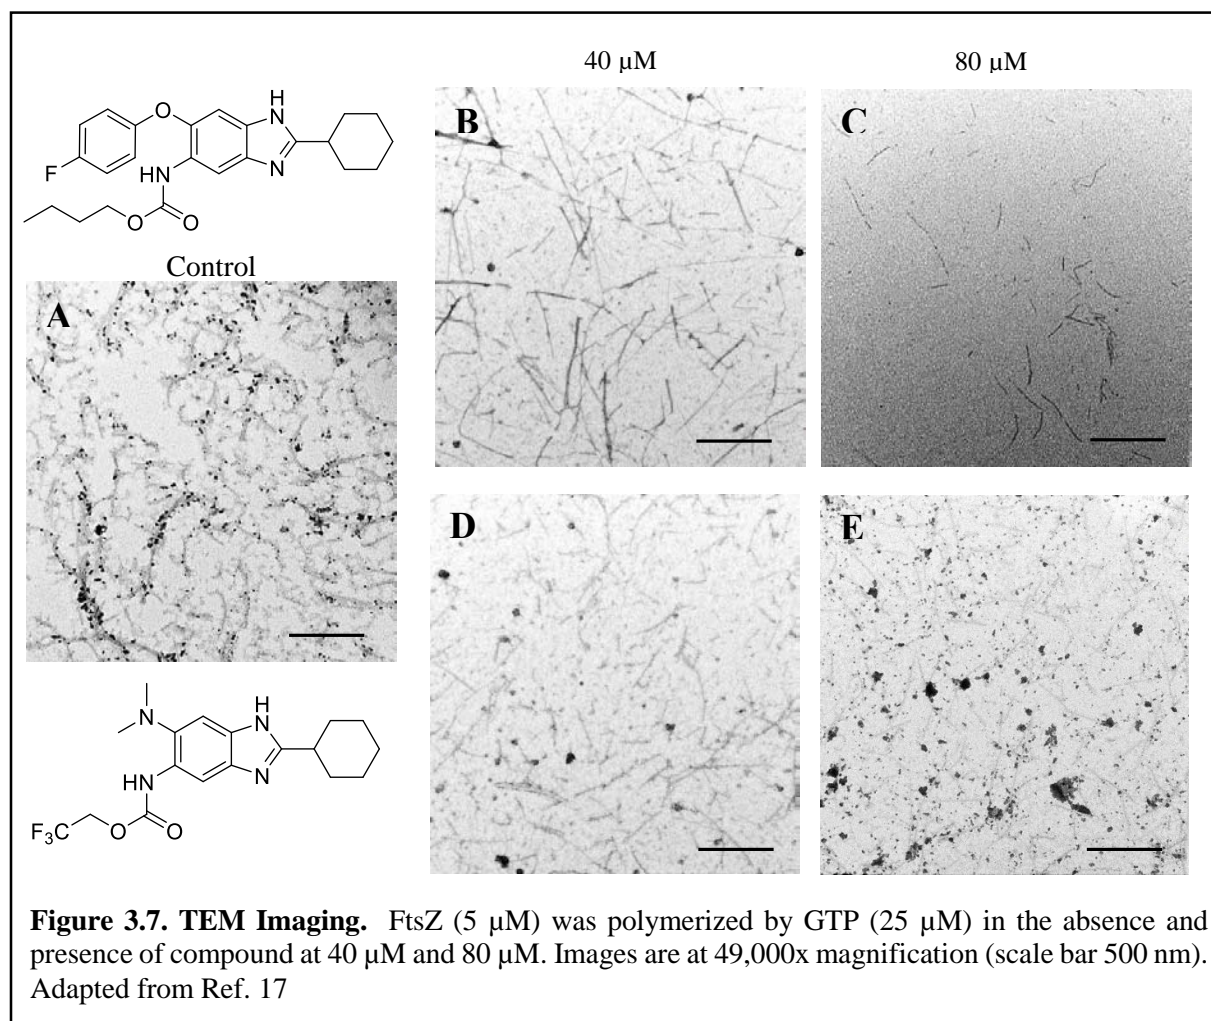 40 µM
80 µM
H
N
O
F
HN
N
O
O
B
C
Control
A
D
E
N
H
N
HN
N
F3C
O
O
Figure 3.7. TEM Imaging. FtsZ (5 µM) was polymerized by GTP (25 µM) in the absence and
presence of compound at 40 µM and 80 µM. Images are at 49,000x magnification (scale bar 500 nm).
Adapted from Ref. 17